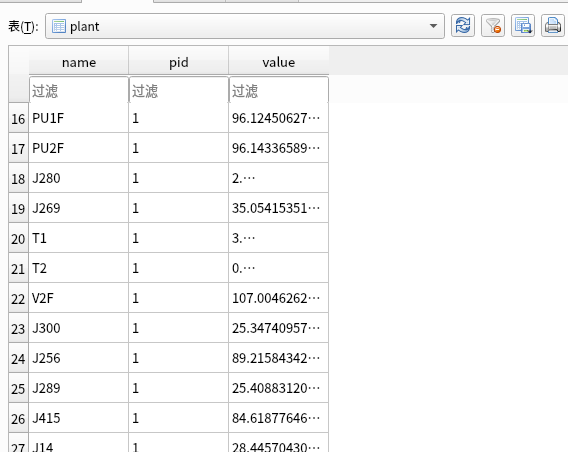 表(T): plant
name pid value
过滤 过滤 过滤
16 PU1F 1 96.12450627…
17 PU2F 1 96.14336589…
18 J280 1 2.…
19 J269 1 35.05415351…
20 T1 1 3.…
21 T2 1 0.…
22 V2F 1 107.0046262…
23 J300 1 25.34740957…
24 J256 1 89.21584342…
25 J289 1 25.40883120…
26 J415 1 84.61877646…
27 J14 1 28.44570430…